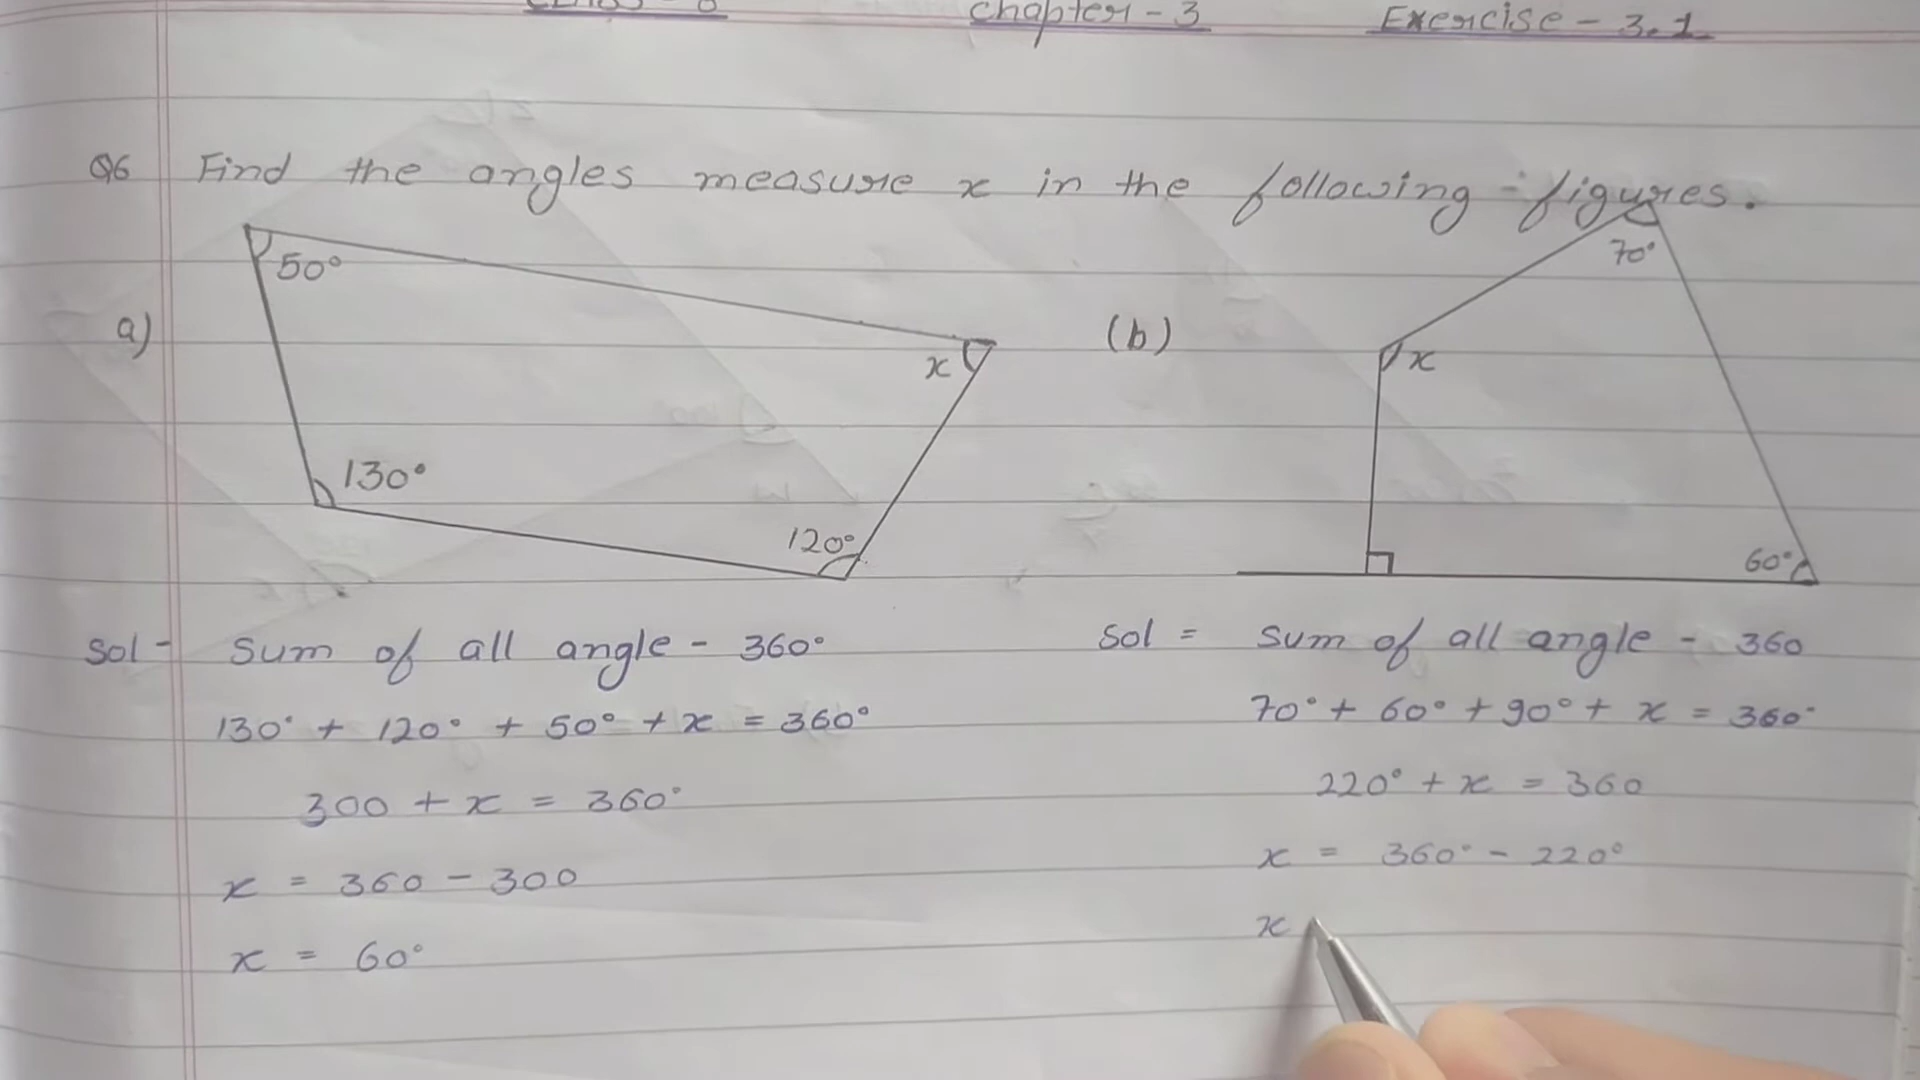 Chapter - 3 Exercise - 3.1
Q6 Find the angles measure x in the following - figures.
a)
50°
x
130°
120°
(b)
70°
x
60°
Sol - Sum of all angle - 360°
130° + 120° + 50° + x = 360°
300 + x = 360°
x = 360 - 300
x = 60°
Sol = Sum of all angle - 360
70° + 60° + 90° + x = 360°
220° + x = 360
x = 360° - 220°
x